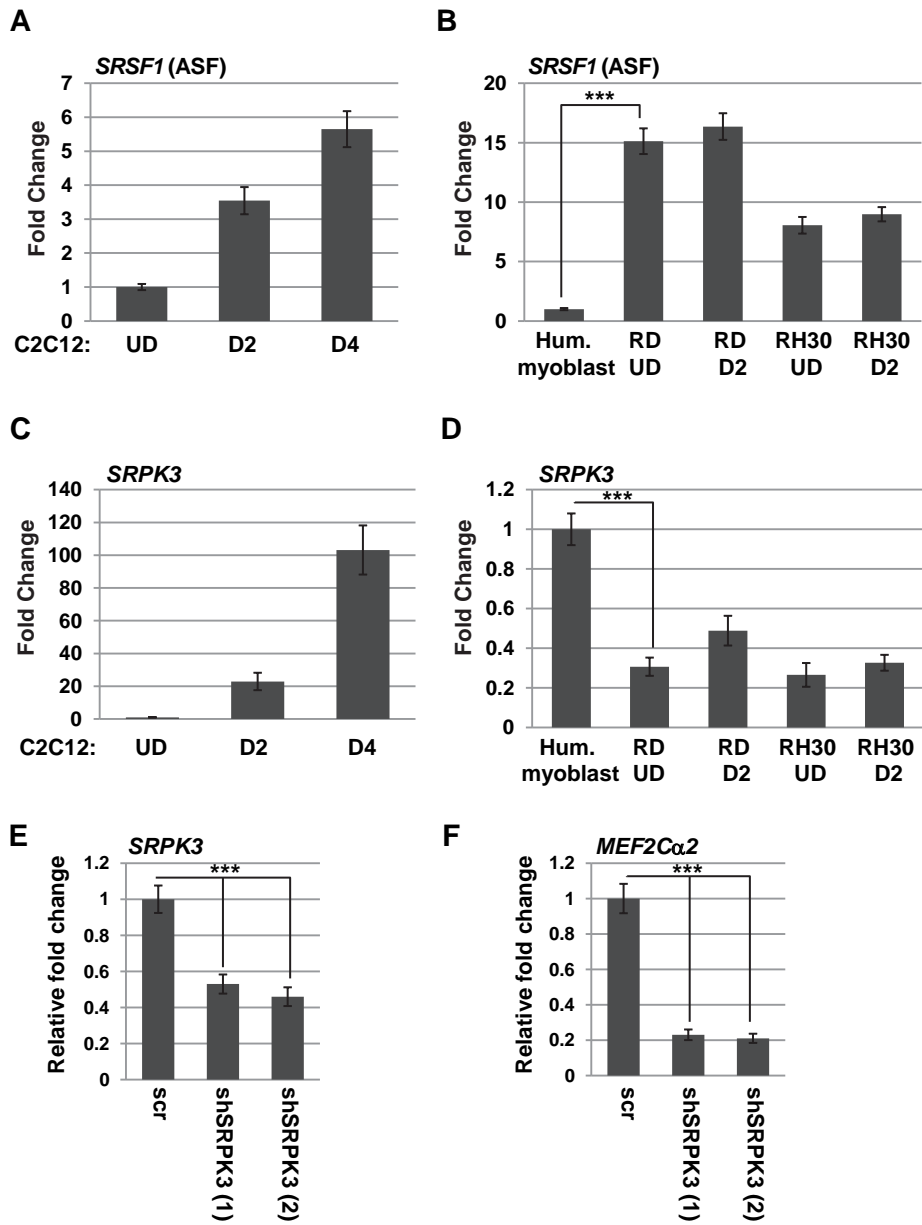 A
SRSF1 (ASF)
Fold Change
7
6
5
4
3
2
1
0
C2C12: UD D2 D4
B
SRSF1 (ASF)
***
Fold Change
20
15
10
5
0
Hum. myoblast
RD UD
RD D2
RH30 UD
RH30 D2
C
SRPK3
Fold Change
140
120
100
80
60
40
20
0
C2C12: UD D2 D4
D
SRPK3
***
Fold Change
1.2
1
0.8
0.6
0.4
0.2
0
Hum. myoblast
RD UD
RD D2
RH30 UD
RH30 D2
E
SRPK3
***
Relative fold change
1.2
1
0.8
0.6
0.4
0.2
0
scr
shSRPK3 (1)
shSRPK3 (2)
F
MEF2Cα2
***
Relative fold change
1.2
1
0.8
0.6
0.4
0.2
0
scr
shSRPK3 (1)
shSRPK3 (2)